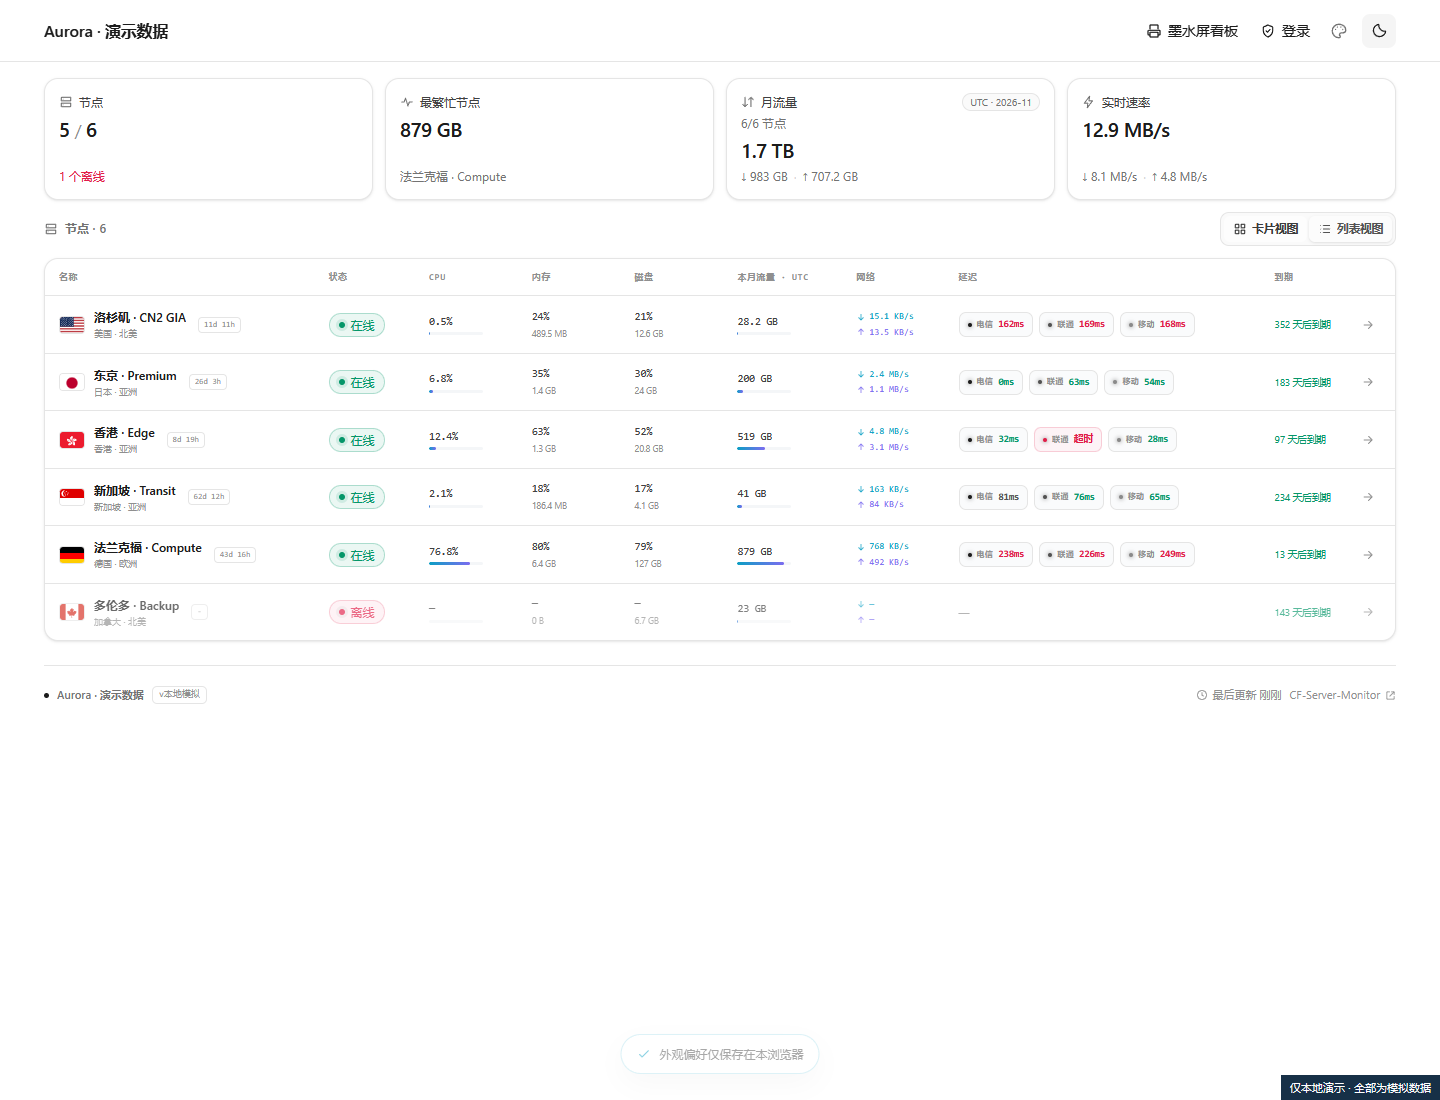 Aurora · 演示数据
墨水屏看板 登录
节点
5 / 6
1 个离线
最繁忙节点
879 GB
法兰克福 · Compute
月流量 UTC · 2026-11
6/6 节点
1.7 TB
↓ 983 GB · ↑ 707.2 GB
实时速率
12.9 MB/s
↓ 8.1 MB/s · ↑ 4.8 MB/s
节点 · 6
卡片视图 列表视图
名称 状态 CPU 内存 磁盘 本月流量 · UTC 网络 延迟 到期
洛杉矶 · CN2 GIA 11d 11h 在线 0.5% 24% 21% 28.2 GB ↓ 15.1 KB/s 电信 162ms 联通 169ms 移动 168ms 352 天后到期 →
美国 · 北美 489.5 MB 12.6 GB ↑ 13.5 KB/s
东京 · Premium 26d 3h 在线 6.8% 35% 30% 200 GB ↓ 2.4 MB/s 电信 0ms 联通 63ms 移动 54ms 183 天后到期 →
日本 · 亚洲 1.4 GB 24 GB ↑ 1.1 MB/s
香港 · Edge 8d 19h 在线 12.4% 63% 52% 519 GB ↓ 4.8 MB/s 电信 32ms 联通 超时 移动 28ms 97 天后到期 →
香港 · 亚洲 1.3 GB 20.8 GB ↑ 3.1 MB/s
新加坡 · Transit 62d 12h 在线 2.1% 18% 17% 41 GB ↓ 163 KB/s 电信 81ms 联通 76ms 移动 65ms 234 天后到期 →
新加坡 · 亚洲 186.4 MB 4.1 GB ↑ 84 KB/s
法兰克福 · Compute 43d 16h 在线 76.8% 80% 79% 879 GB ↓ 768 KB/s 电信 238ms 联通 226ms 移动 249ms 13 天后到期 →
德国 · 欧洲 6.4 GB 127 GB ↑ 492 KB/s
多伦多 · Backup - 离线 — — — 23 GB ↓ — — 143 天后到期 →
加拿大 · 北美 0 B 6.7 GB ↑ —
Aurora · 演示数据 v本地模拟
最后更新 刚刚 CF-Server-Monitor
外观偏好仅保存在本浏览器
仅本地演示 · 全部为模拟数据